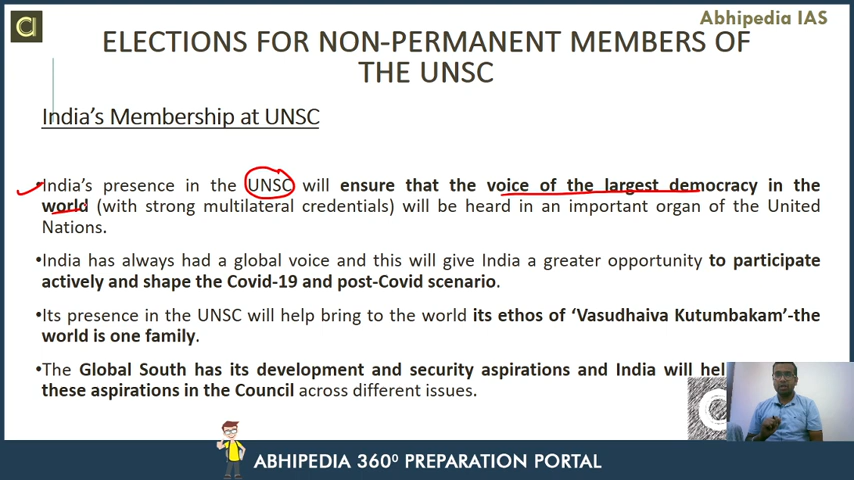 Abhipedia IAS
ELECTIONS FOR NON-PERMANENT MEMBERS OF
THE UNSC
India's Membership at UNSC
•India's presence in the UNSC will ensure that the voice of the largest democracy in the
world (with strong multilateral credentials) will be heard in an important organ of the United
Nations.
•India has always had a global voice and this will give India a greater opportunity to participate
actively and shape the Covid-19 and post-Covid scenario.
•Its presence in the UNSC will help bring to the world its ethos of 'Vasudhaiva Kutumbakam'-the
world is one family.
•The Global South has its development and security aspirations and India will
these aspirations in the Council across different issues.
ABHIPEDIA 360⁰ PREPARATION PORTAL